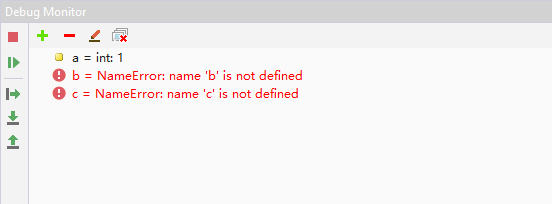 Debug Monitor
a = int: 1
b = NameError: name 'b' is not defined
c = NameError: name 'c' is not defined